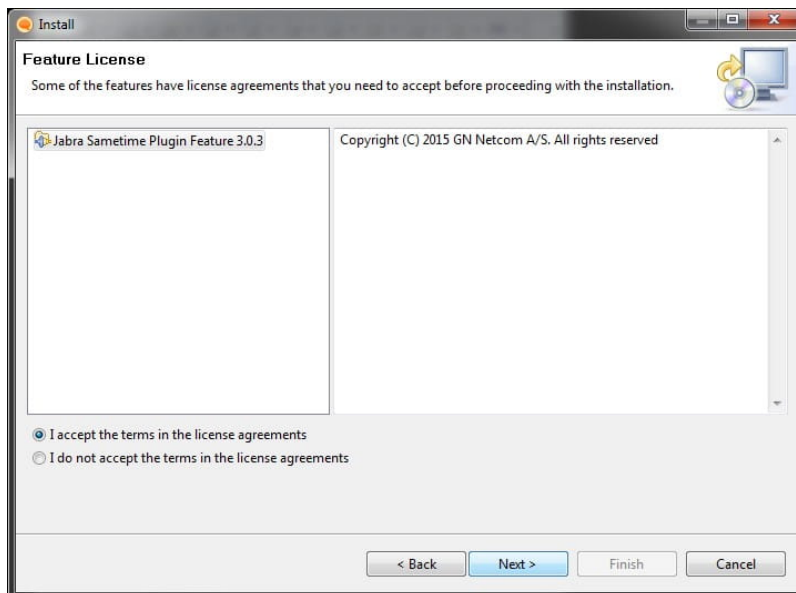 Install
Feature License
Some of the features have license agreements that you need to accept before proceeding with the installation.
Jabra Sametime Plugin Feature 3.0.3
Copyright (C) 2015 GN Netcom A/S. All rights reserved
I accept the terms in the license agreements
I do not accept the terms in the license agreements
< Back
Next >
Finish
Cancel